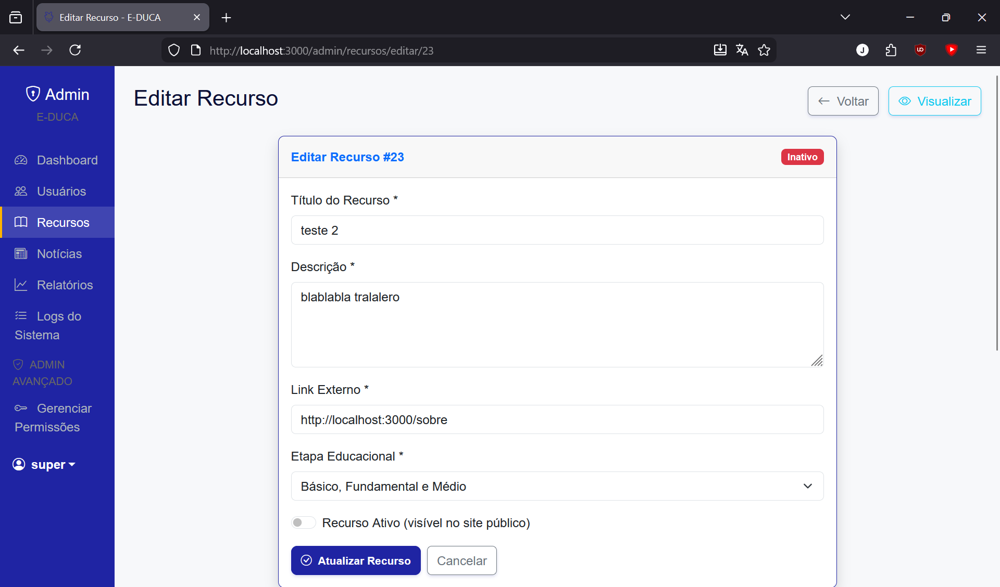 Editar Recurso - E-DUCA
http://localhost:3000/admin/recursos/editar/23
J
Admin
E-DUCA
Dashboard
Usuários
Recursos
Notícias
Relatórios
Logs do
Sistema
ADMIN
AVANÇADO
Gerenciar
Permissões
super
Editar Recurso
Voltar
Visualizar
Editar Recurso #23
Inativo
Título do Recurso *
teste 2
Descrição *
blablabla tralalero
Link Externo *
http://localhost:3000/sobre
Etapa Educacional *
Básico, Fundamental e Médio
Recurso Ativo (visível no site público)
Atualizar Recurso
Cancelar